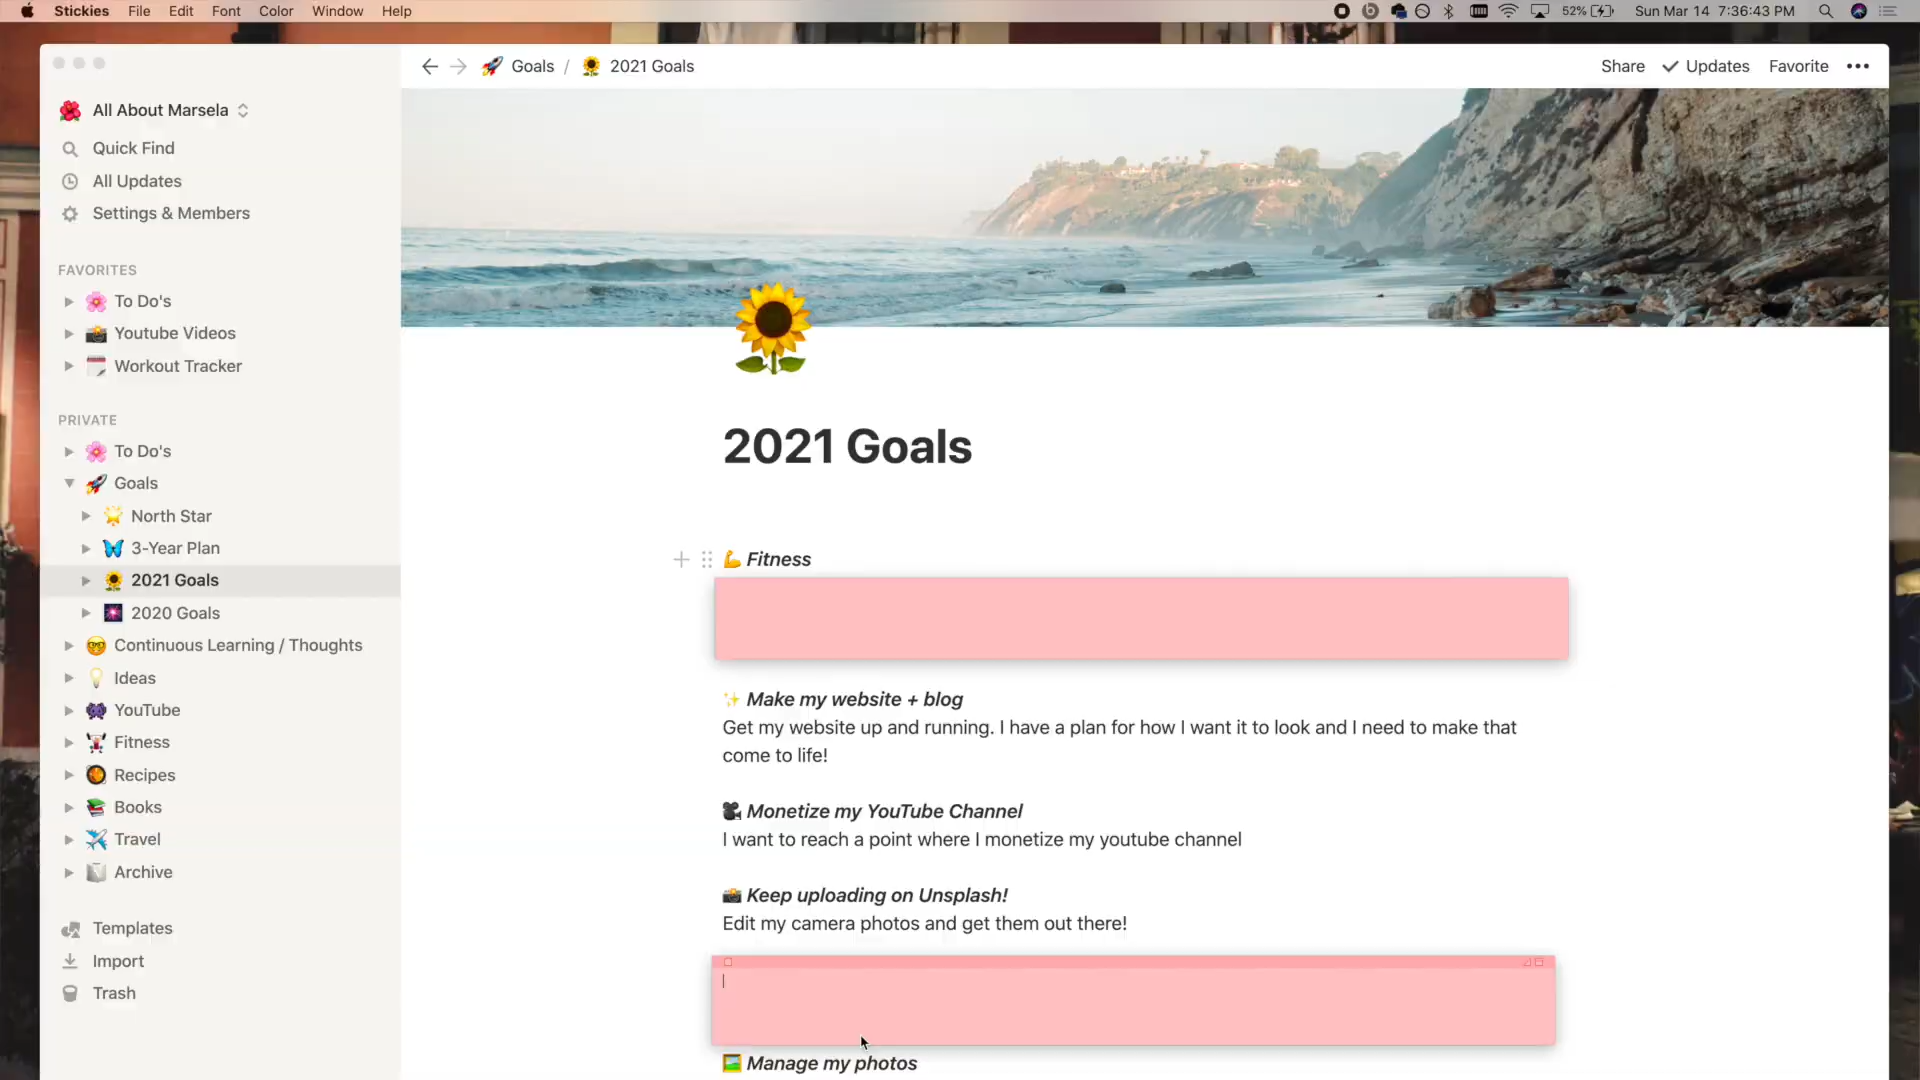 Stickies File Edit Font Color Window Help
52% Sun Mar 14 7:36:43 PM
Goals / 2021 Goals
Share Updates Favorite
All About Marsela
Quick Find
All Updates
Settings & Members
FAVORITES
To Do's
Youtube Videos
Workout Tracker
PRIVATE
To Do's
Goals
North Star
3-Year Plan
2021 Goals
2020 Goals
Continuous Learning / Thoughts
Ideas
YouTube
Fitness
Recipes
Books
Travel
Archive
Templates
Import
Trash
2021 Goals
Fitness
Make my website + blog
Get my website up and running. I have a plan for how I want it to look and I need to make that
come to life!
Monetize my YouTube Channel
I want to reach a point where I monetize my youtube channel
Keep uploading on Unsplash!
Edit my camera photos and get them out there!
Manage my photos